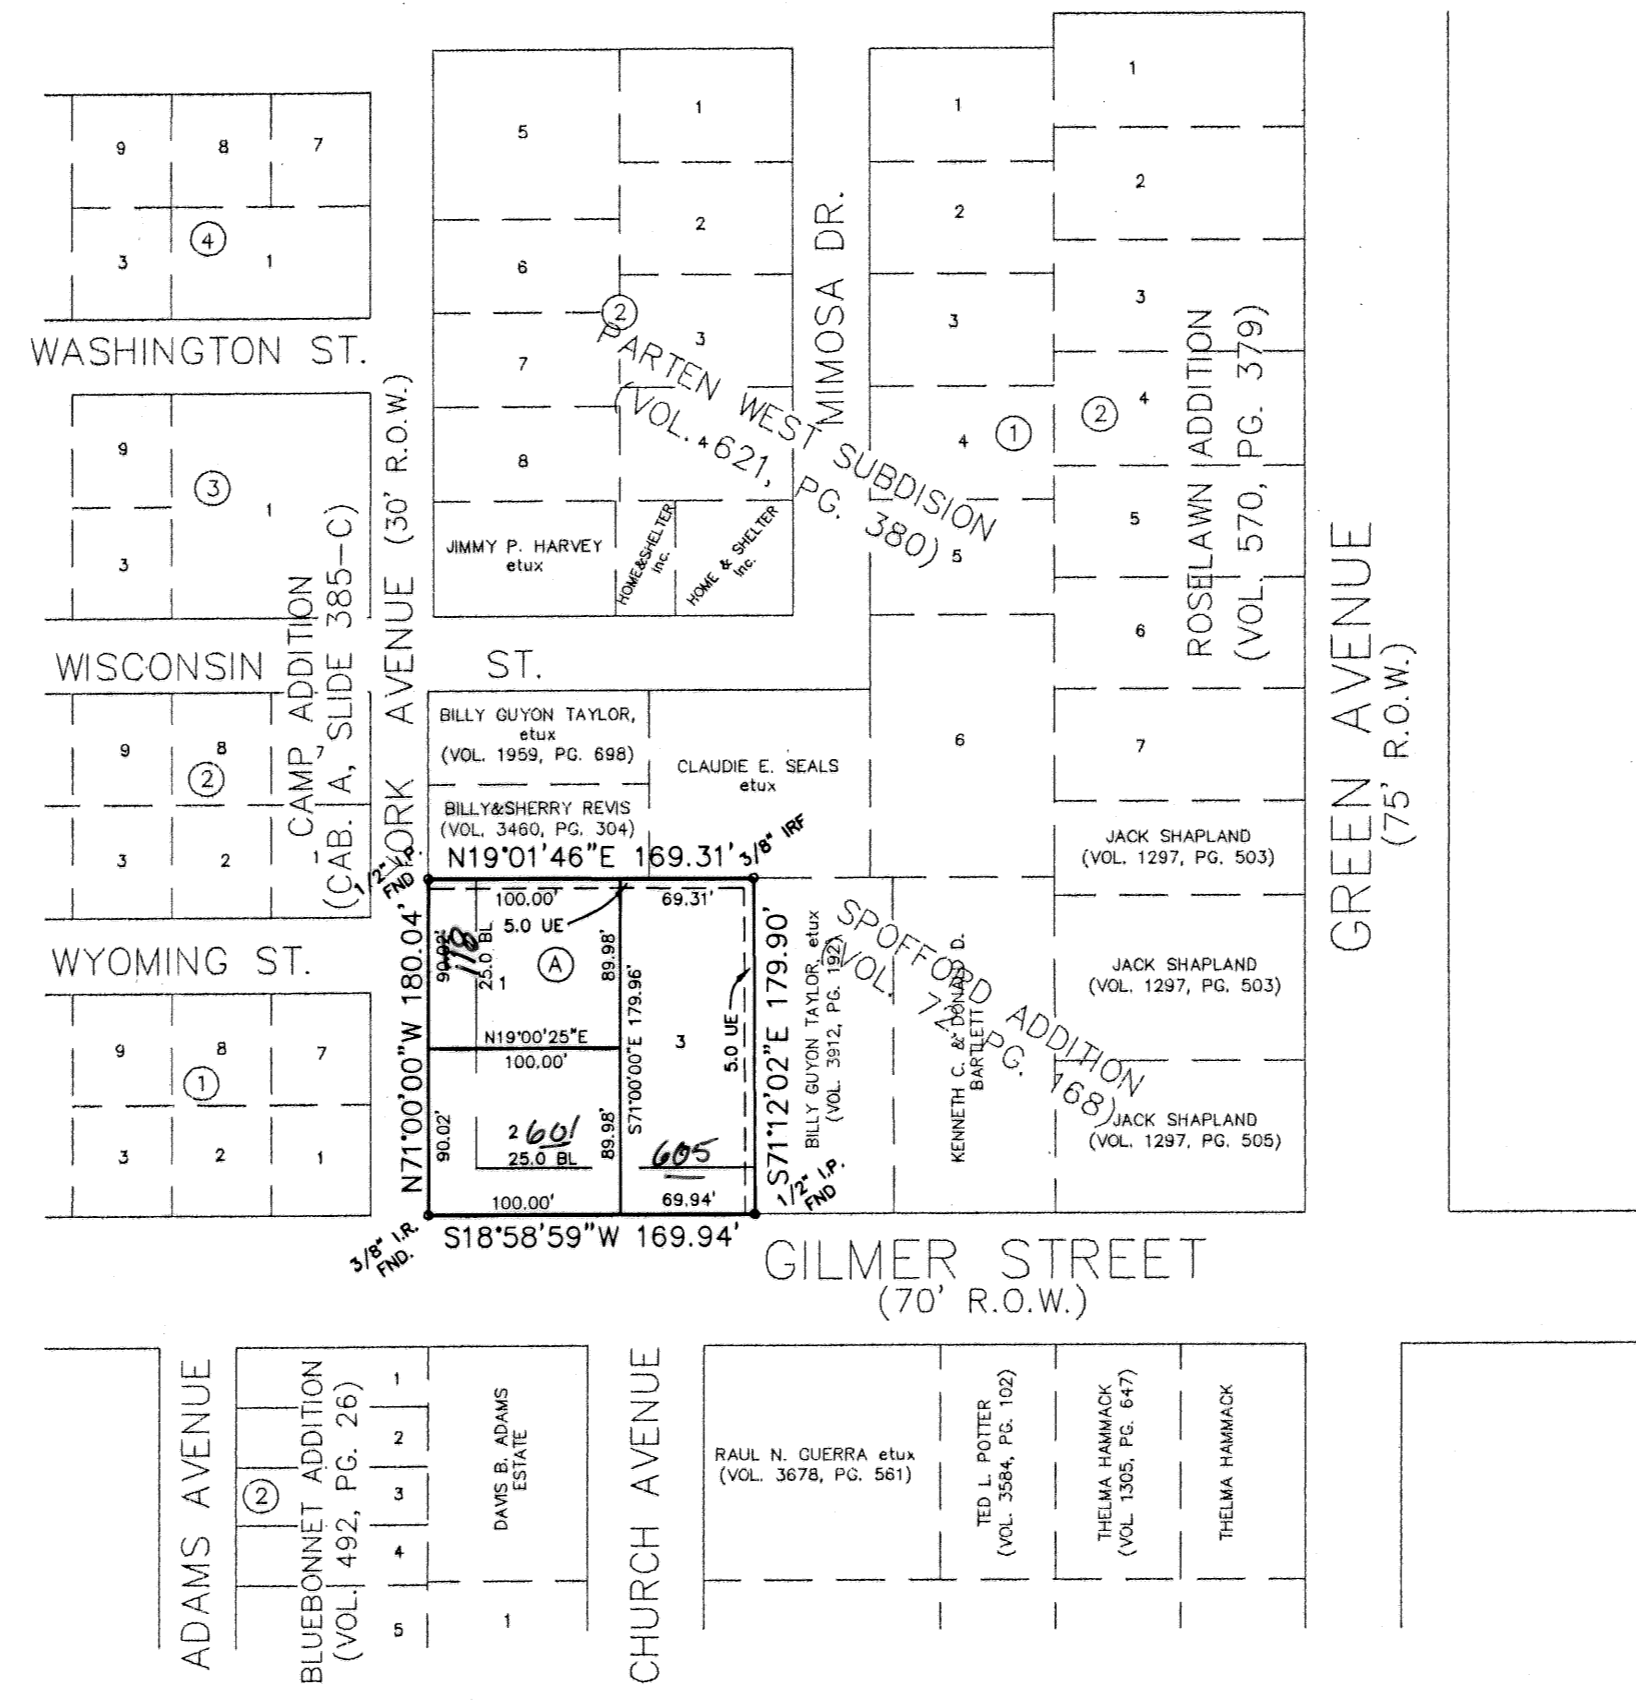 9
8
7
4
3
1
WASHINGTON ST.
9
3
1
3
CAMP ADDITION
(CAB. A, SLIDE 385-C)
WISCONSIN ST.
9
8
7
2
3
2
1
WYOMING ST.
9
8
7
1
3
2
1
YORK AVENUE (30' R.O.W.)
5
6
7
8
2
1
2
3
4
PARTEN WEST SUBDISION
(VOL. 621, PG. 380)
JIMMY P. HARVEY
etux
HOME&SHELTER
inc.
HOME & SHELTER
inc.
MIMOSA DR.
1
2
3
4
1
5
6
1
2
3
4
2
5
6
7
ROSELAWN ADDITION
(VOL. 570, PG. 379)
GREEN AVENUE
(75' R.O.W.)
BILLY GUYON TAYLOR,
etux
(VOL. 1959, PG. 698)
BILLY&SHERRY REVIS
(VOL. 3460, PG. 304)
CLAUDIE E. SEALS
etux
JACK SHAPLAND
(VOL. 1297, PG. 503)
JACK SHAPLAND
(VOL. 1297, PG. 503)
JACK SHAPLAND
(VOL. 1297, PG. 505)
SPOFFORD ADDITION
(VOL. 72, PG. 168)
KENNETH C. & DONALD D.
BARTLETT
BILLY GUYON TAYLOR, etux
(VOL. 3912, PG. 192)
1/2" I.P.
FND
N19°01'46"E 169.31'
3/8" IRF
N71°00'00"W 180.04'
100.00'
69.31'
5.0 UE
90.02'
118
25.0 BL
1
A
89.98'
S71°00'00"E 179.96'
N19°00'25"E
100.00'
3
5.0 UE
S71°12'02"E 179.90'
90.02'
2 601
25.0 BL
89.98'
605
100.00'
69.94'
1/2" I.P.
FND
3/8" I.R.
FND.
S18°58'59"W 169.94'
GILMER STREET
(70' R.O.W.)
ADAMS AVENUE
BLUEBONNET ADDITION
(VOL. 492, PG. 26)
2
1
2
3
4
5
DAVIS B. ADAMS
ESTATE
1
CHURCH AVENUE
RAUL N. GUERRA etux
(VOL. 3678, PG. 561)
TED L. POTTER
(VOL. 3584, PG. 102)
THELMA HAMMACK
(VOL. 1305, PG. 647)
THELMA HAMMACK